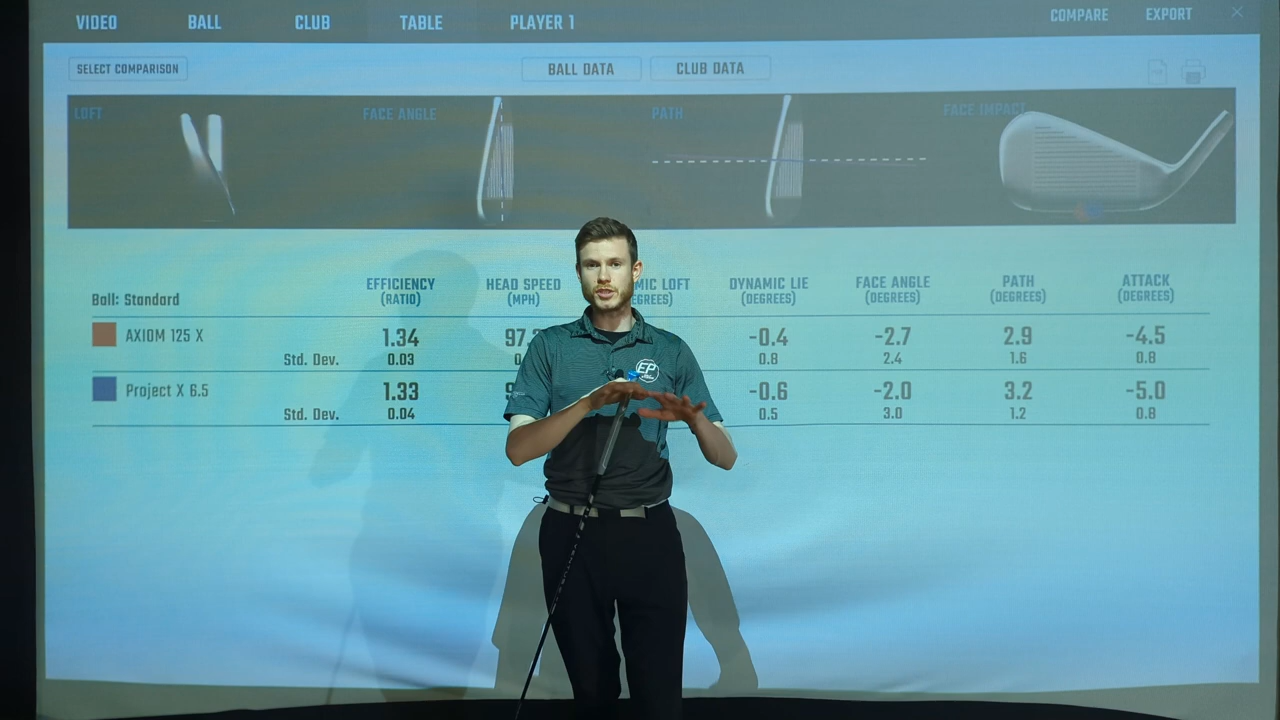 VIDEO BALL CLUB TABLE PLAYER 1 COMPARE EXPORT
SELECT COMPARISON BALL DATA CLUB DATA
LOFT FACE ANGLE PATH FACE IMPACT
EFFICIENCY HEAD SPEED LOFT DYNAMIC LIE FACE ANGLE PATH ATTACK
Ball: Standard (RATIO) (MPH) (DEGREES) (DEGREES) (DEGREES) (DEGREES)
AXIOM 125 X 1.34 -0.4 -2.7 2.9 -4.5
Std. Dev. 0.03 0.8 2.4 1.6 0.8
Project X 6.5 1.33 -0.6 -2.0 3.2 -5.0
Std. Dev. 0.04 0.5 3.0 1.2 0.8
EP